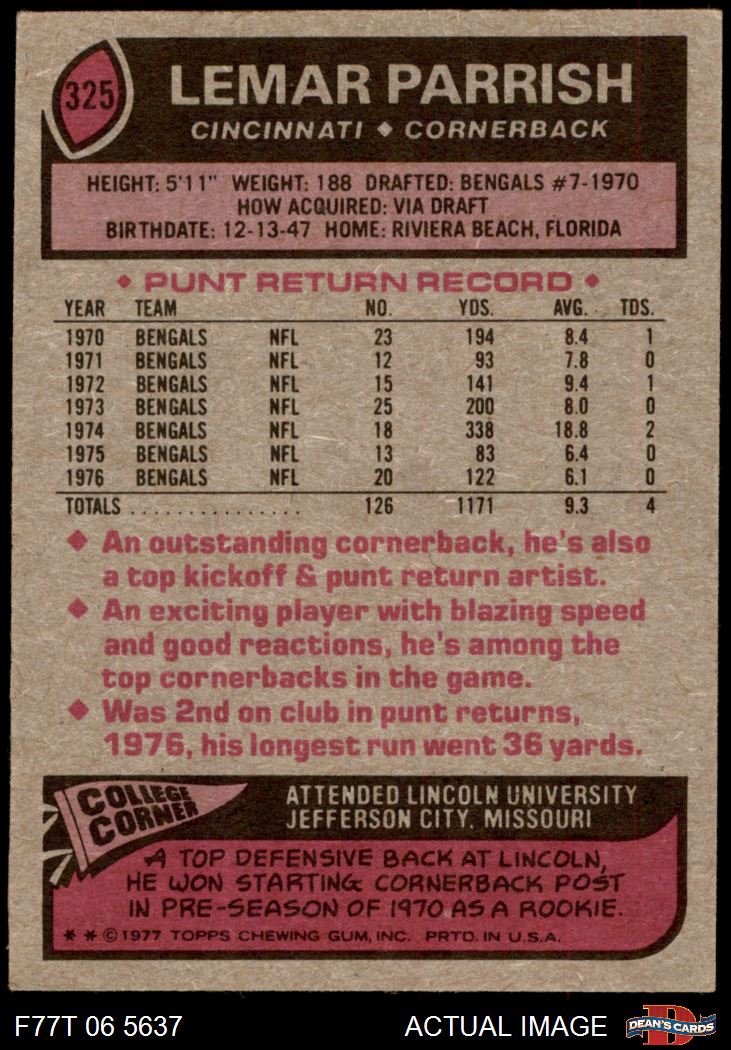 325
LEMAR PARRISH
CINCINNATI ◆ CORNERBACK
HEIGHT: 5'11" WEIGHT: 188 DRAFTED: BENGALS #7-1970
HOW ACQUIRED: VIA DRAFT
BIRTHDATE: 12-13-47 HOME: RIVIERA BEACH, FLORIDA
◆ PUNT RETURN RECORD ◆
YEAR TEAM NO. YDS. AVG. TDS.
1970 BENGALS NFL 23 194 8.4 1
1971 BENGALS NFL 12 93 7.8 0
1972 BENGALS NFL 15 141 9.4 1
1973 BENGALS NFL 25 200 8.0 0
1974 BENGALS NFL 18 338 18.8 2
1975 BENGALS NFL 13 83 6.4 0
1976 BENGALS NFL 20 122 6.1 0
TOTALS ............... 126 1171 9.3 4
◆ An outstanding cornerback, he's also
a top kickoff & punt return artist.
◆ An exciting player with blazing speed
and good reactions, he's among the
top cornerbacks in the game.
◆ Was 2nd on club in punt returns,
1976, his longest run went 36 yards.
COLLEGE
CORNER
ATTENDED LINCOLN UNIVERSITY
JEFFERSON CITY, MISSOURI
A TOP DEFENSIVE BACK AT LINCOLN,
HE WON STARTING CORNERBACK POST
IN PRE-SEASON OF 1970 AS A ROOKIE.
* * © 1977 TOPPS CHEWING GUM, INC. PRTD. IN U.S.A.
F77T 06 5637
ACTUAL IMAGE
D
DEAN'S CARDS